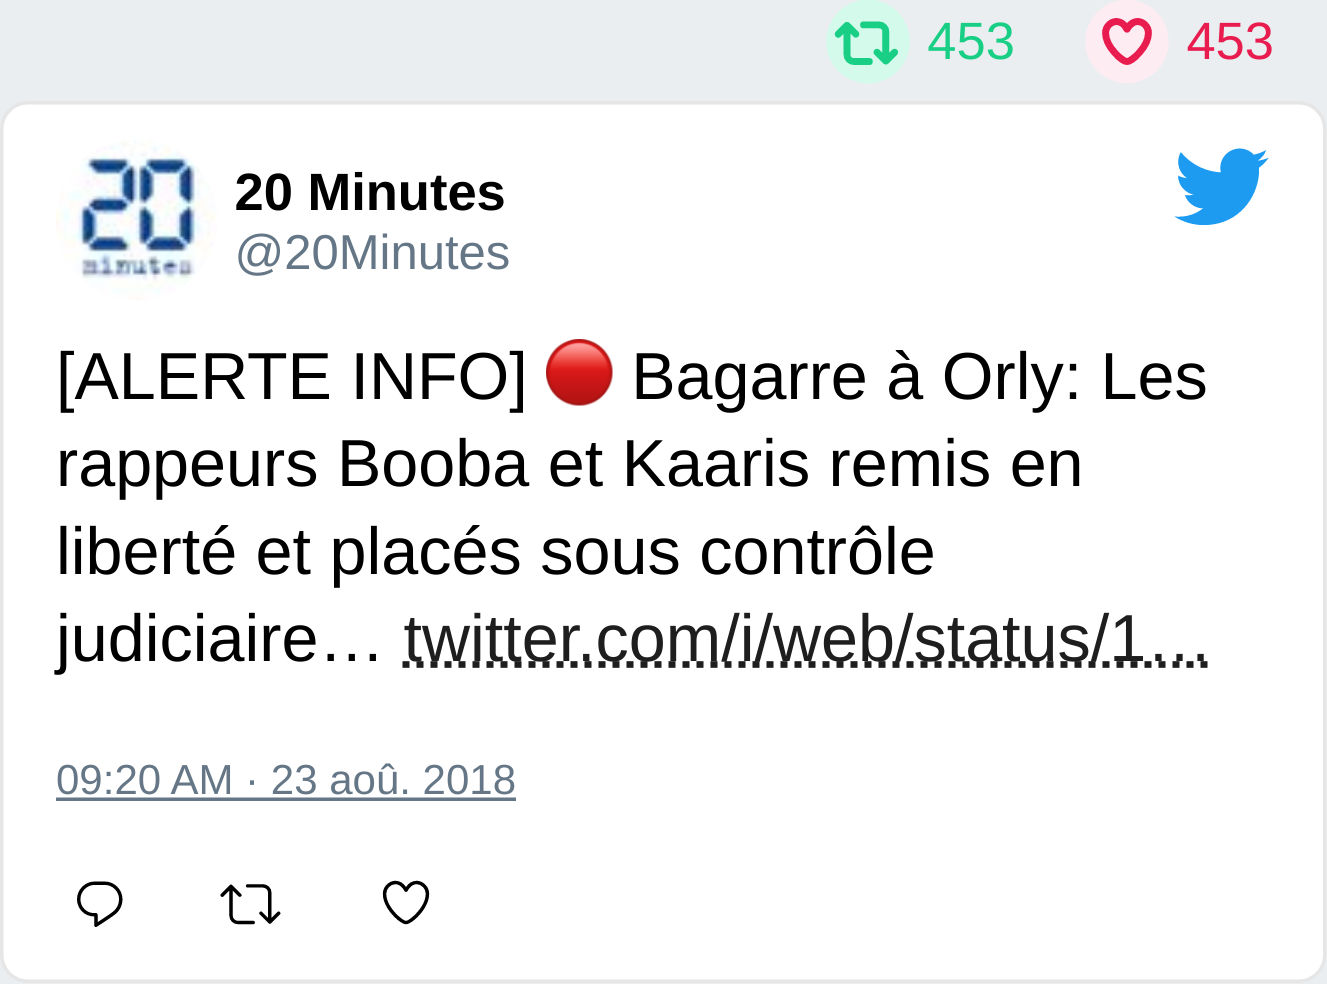 453 453
20 minutes
20 Minutes
@20Minutes
[ALERTE INFO] 🔴 Bagarre à Orly: Les
rappeurs Booba et Kaaris remis en
liberté et placés sous contrôle
judiciaire… twitter.com/i/web/status/1…
09:20 AM · 23 aoû. 2018